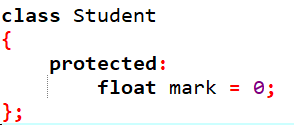 class Student
{
    protected:
        float mark = 0;
};